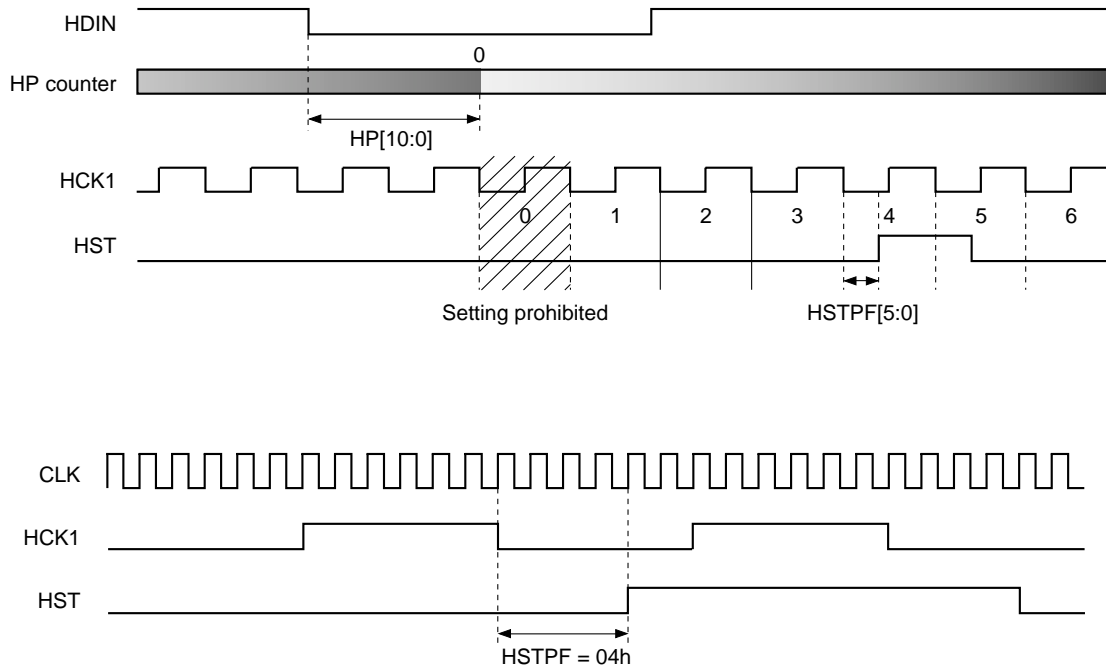 HDIN
0
HP counter
HP[10:0]
HCK1
0 1 2 3 4 5 6
HST
Setting prohibited HSTPF[5:0]
CLK
HCK1
HST
HSTPF = 04h